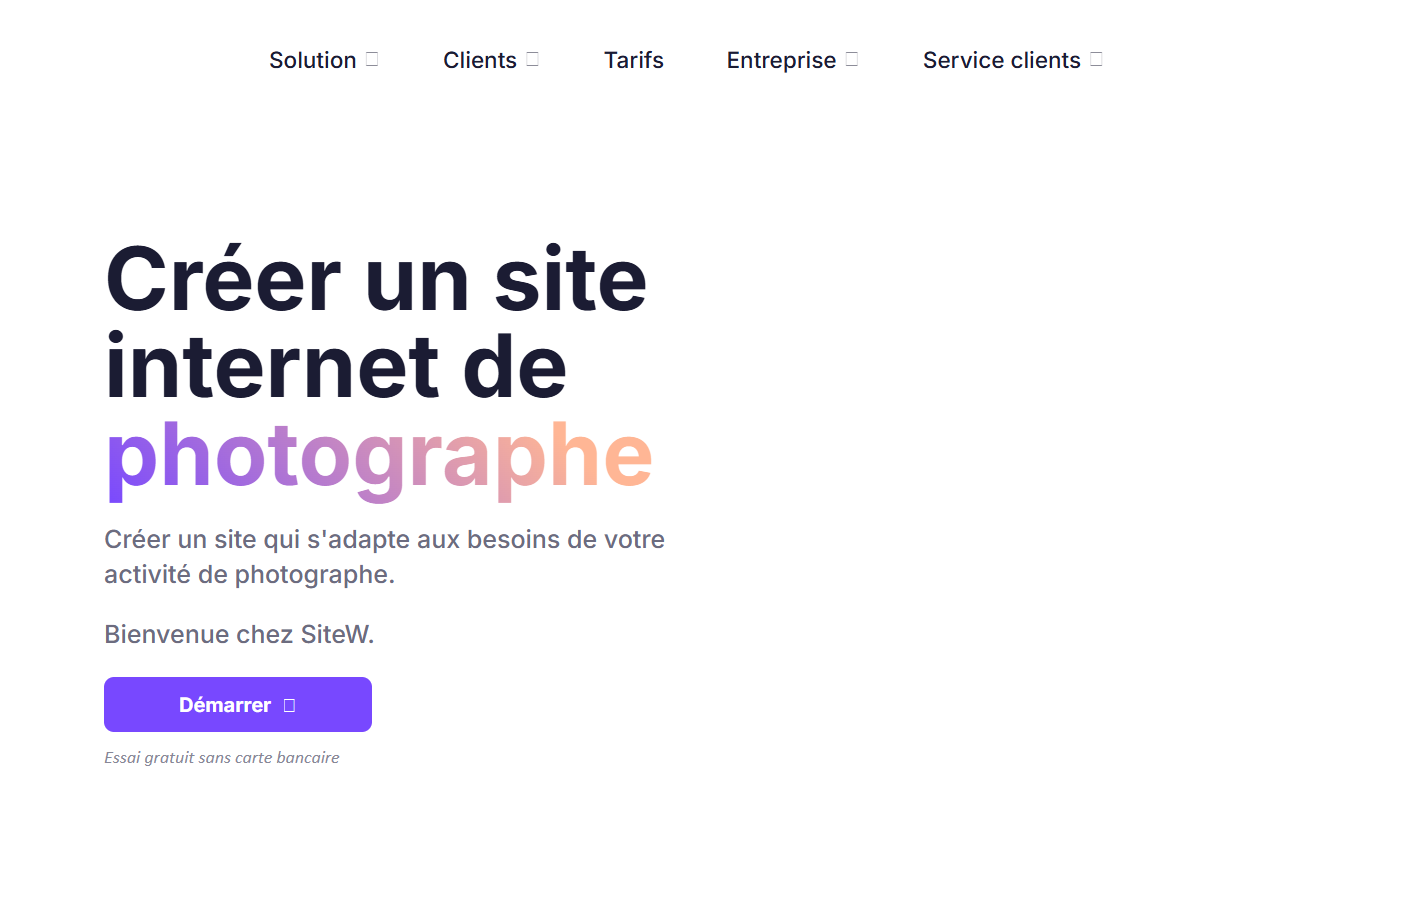 Solution
Clients
Tarifs
Entreprise
Service clients
Créer un site
internet de
photographe
Créer un site qui s'adapte aux besoins de votre
activité de photographe.
Bienvenue chez SiteW.
Démarrer
Essai gratuit sans carte bancaire